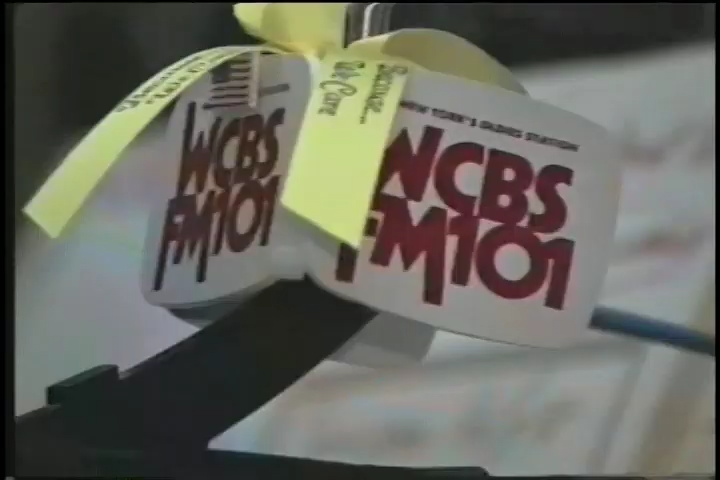 Because...
We Care
WCBS
FM101
NEW YORK'S OLDIES STATION
WCBS
FM101